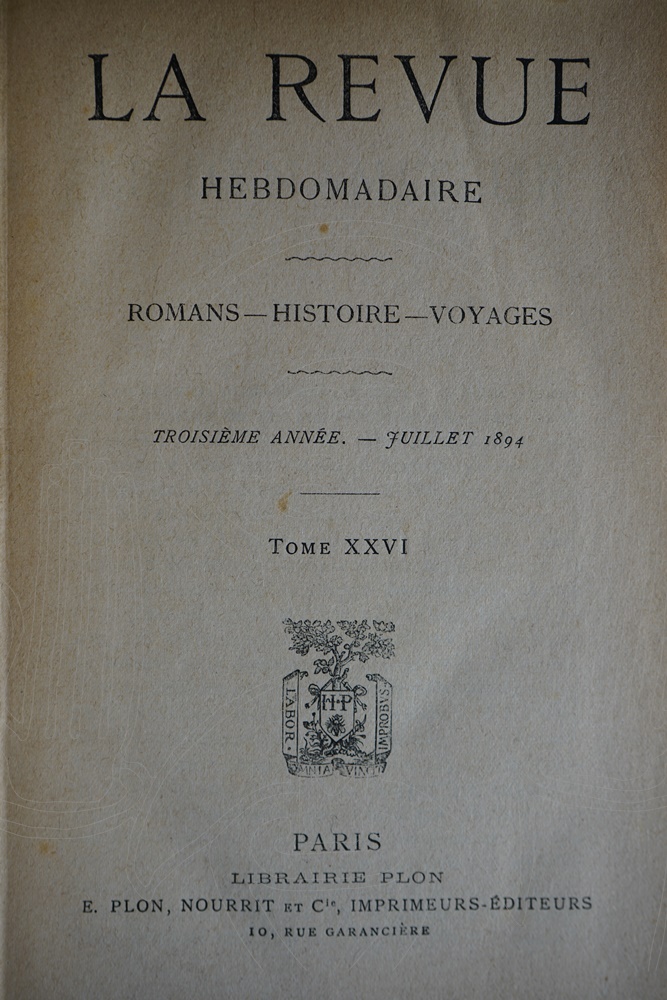 LA REVUE
HEBDOMADAIRE
ROMANS—HISTOIRE—VOYAGES
TROISIÈME ANNÉE. — JUILLET 1894
TOME XXVI
LABOR
H·P
IMPROBVS
OMNIA VINCIT
PARIS
LIBRAIRIE PLON
E. PLON, NOURRIT ET Cie, IMPRIMEURS-ÉDITEURS
10, RUE GARANCIÈRE